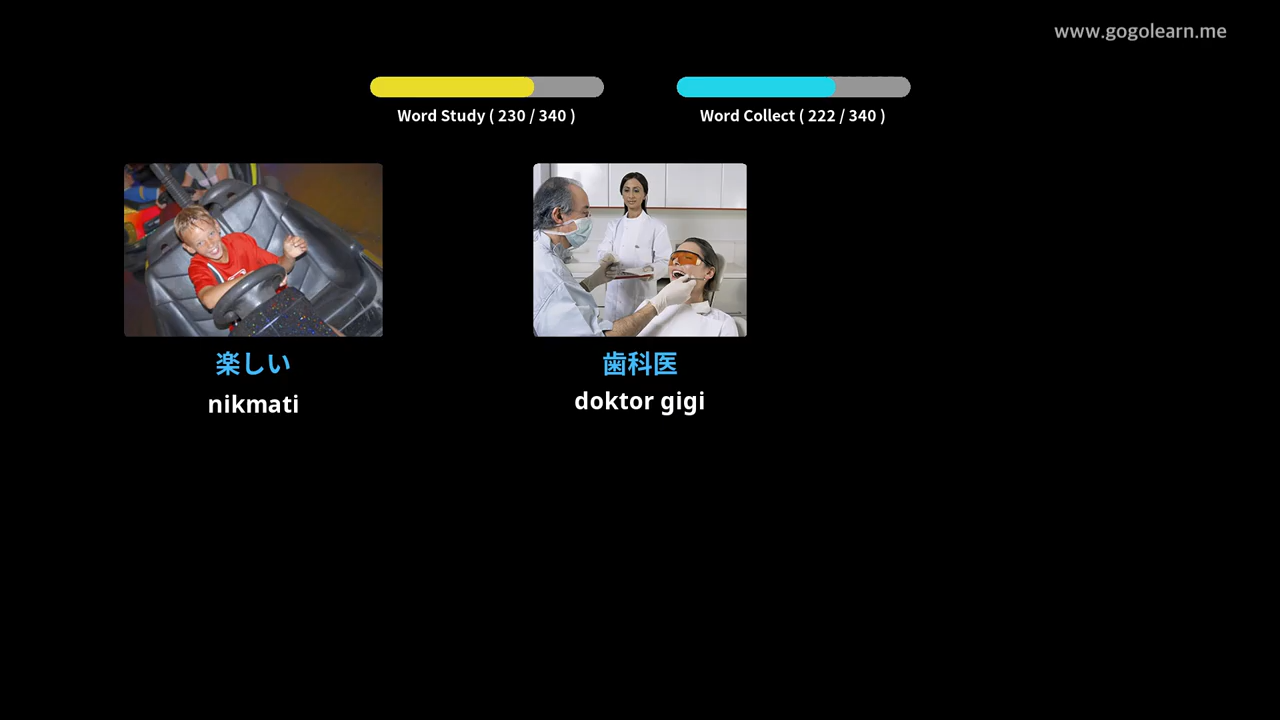 www.gogolearn.me
Word Study ( 230 / 340 )
Word Collect ( 222 / 340 )
楽しい
nikmati
歯科医
doktor gigi